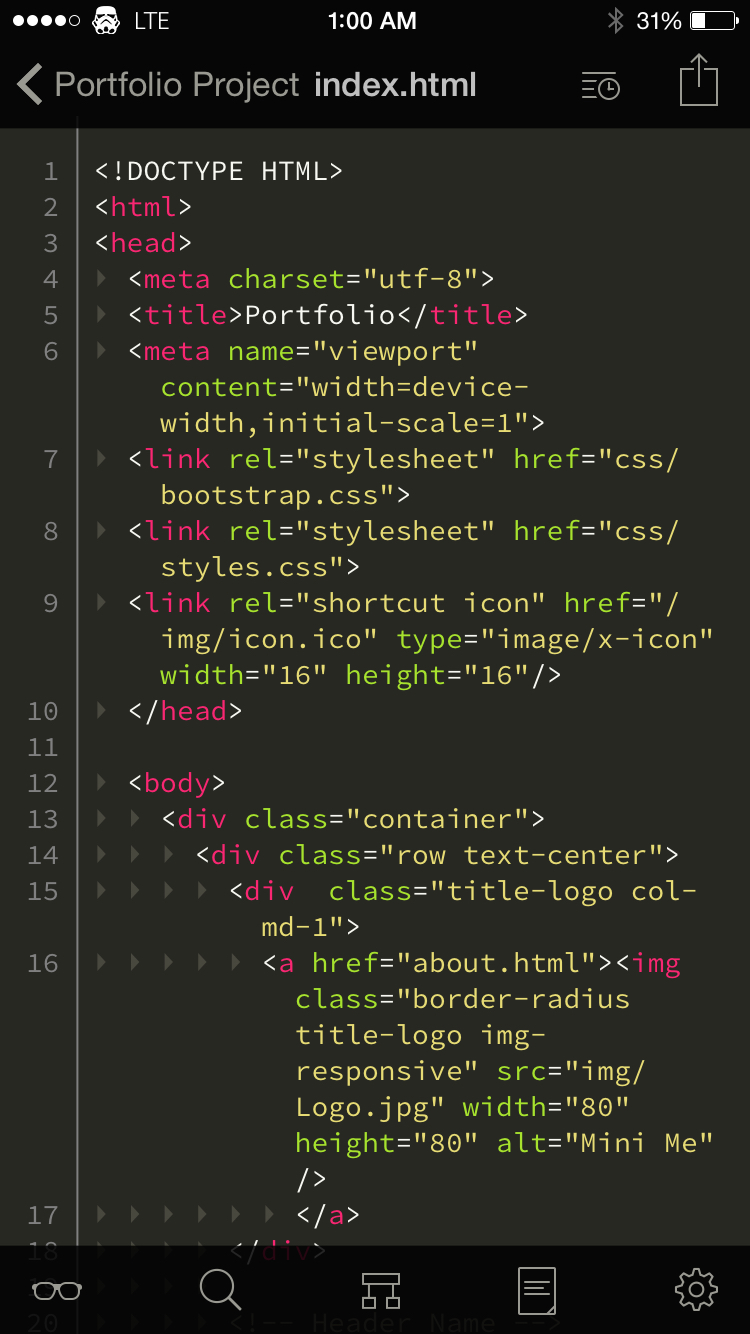 LTE 1:00 AM 31%
Portfolio Project index.html
1 <!DOCTYPE HTML>
2 <html>
3 <head>
4 <meta charset="utf-8">
5 <title>Portfolio</title>
6 <meta name="viewport"
content="width=device-
width,initial-scale=1">
7 <link rel="stylesheet" href="css/
bootstrap.css">
8 <link rel="stylesheet" href="css/
styles.css">
9 <link rel="shortcut icon" href="/
img/icon.ico" type="image/x-icon"
width="16" height="16"/>
10 </head>
11
12 <body>
13 <div class="container">
14 <div class="row text-center">
15 <div  class="title-logo col-
md-1">
16 <a href="about.html"><img
class="border-radius
title-logo img-
responsive" src="img/
Logo.jpg" width="80"
height="80" alt="Mini Me"
/>
17 </a>
18 </div>
20 <!-- Header Name -->